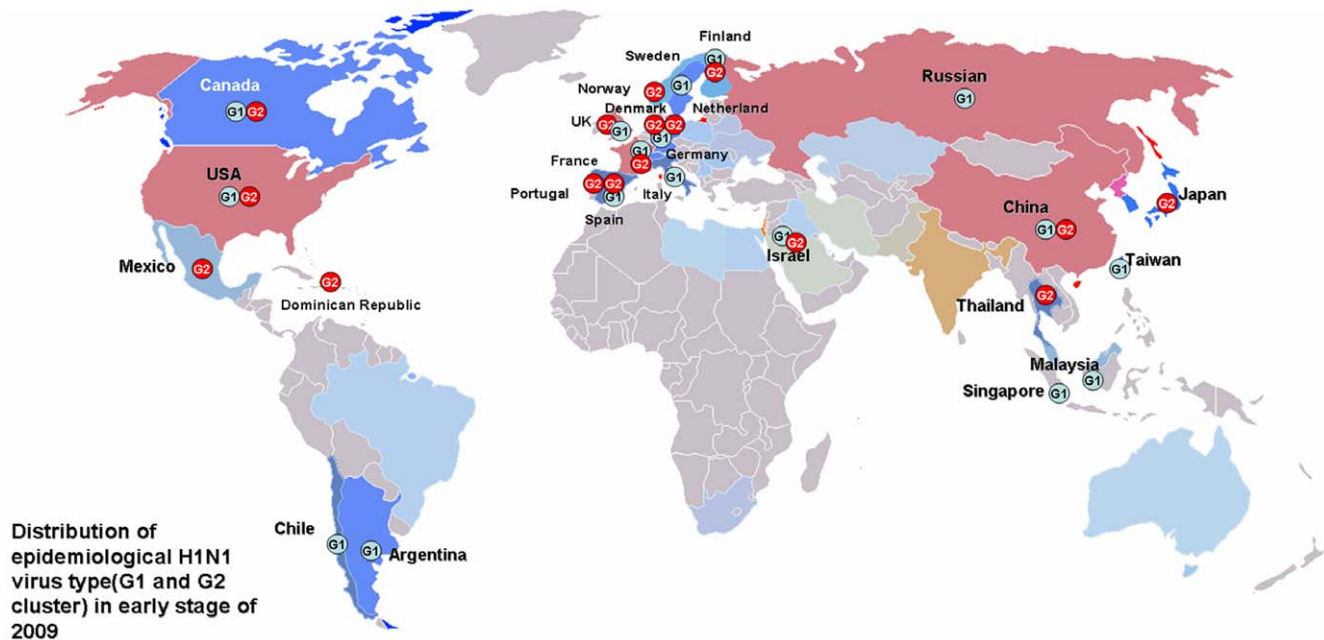 Finland
Sweden
G1
G2
G1
Russian
G1
Canada
G1 G2
Norway
G2
Denmark
Netherland
UK
G2
G1
G2
G2
G1
G1
France
G2
Germany
USA
G1 G2
Portugal
G2
G2
G1
Italy
G1
Spain
Japan
G2
China
G1 G2
G1
G2
Israel
Taiwan
G1
Mexico
G2
G2
Dominican Republic
Thailand
G2
Malaysia
G1
Singapore
G1
Chile
G1
G1
Argentina
Distribution of
epidemiological H1N1
virus type(G1 and G2
cluster) in early stage of
2009